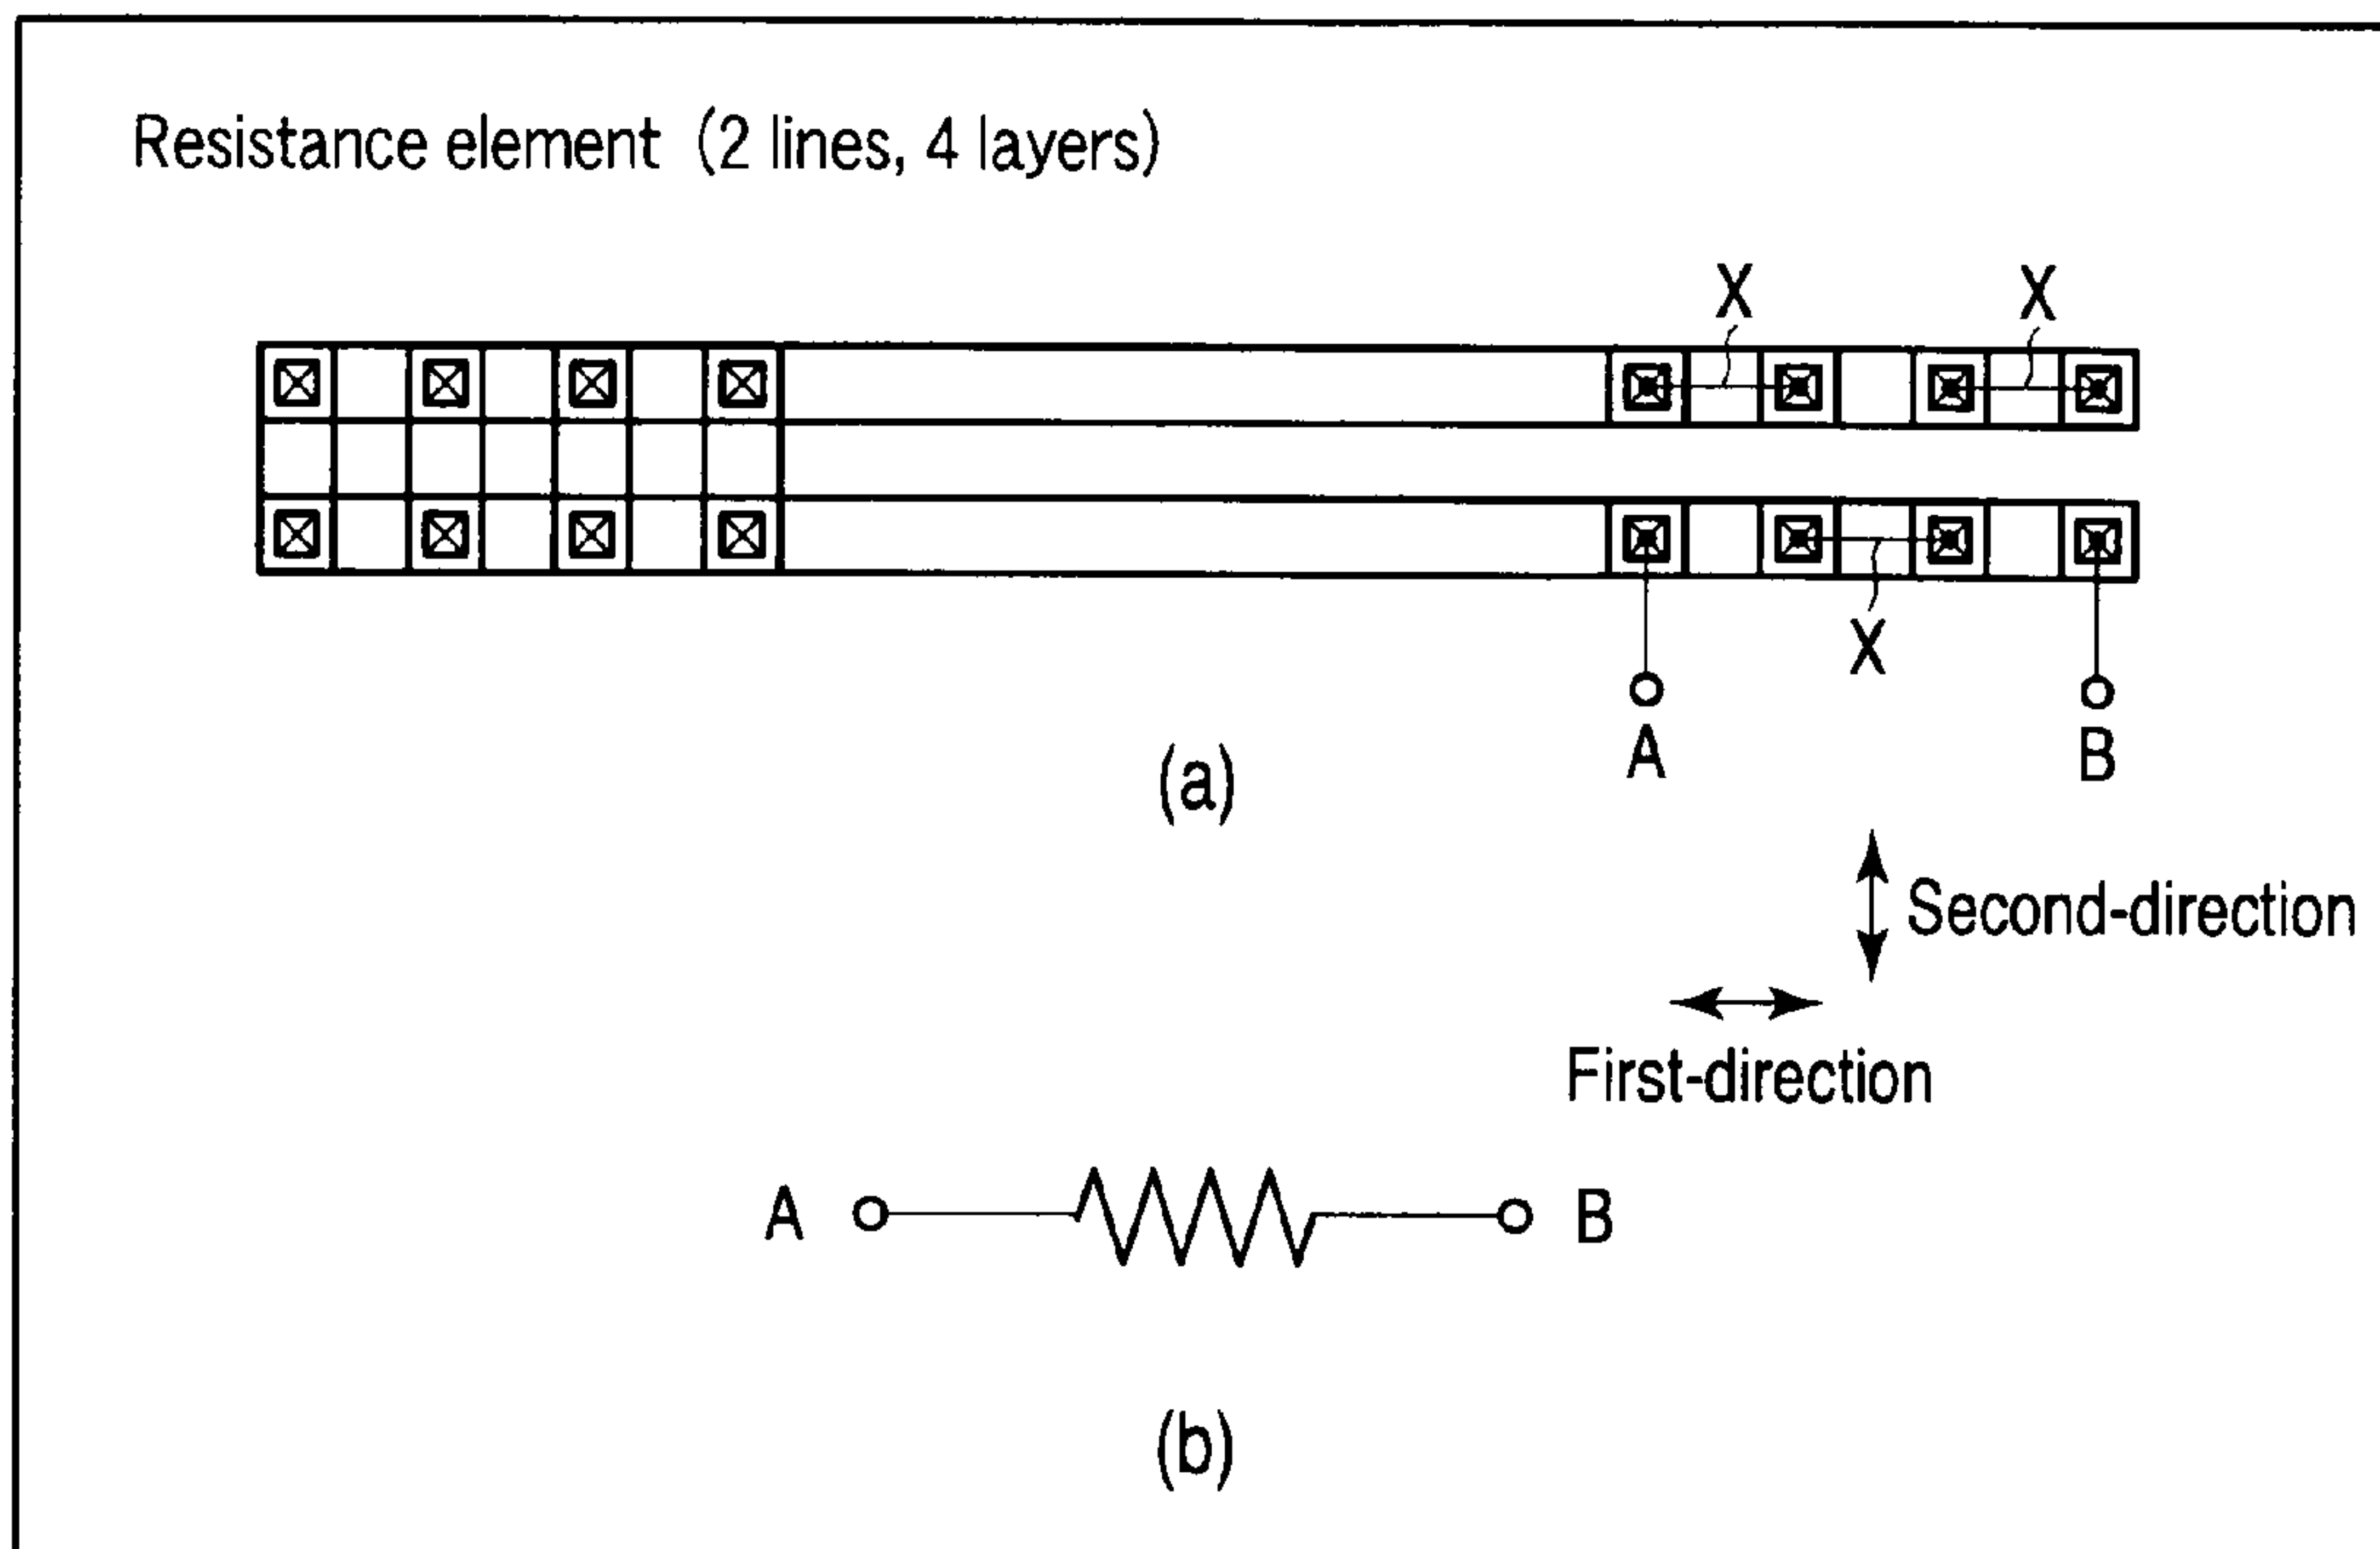 Resistance element (2 lines, 4 layers)
X X
X
A B
(a)
Second-direction
First-direction
A B
(b)